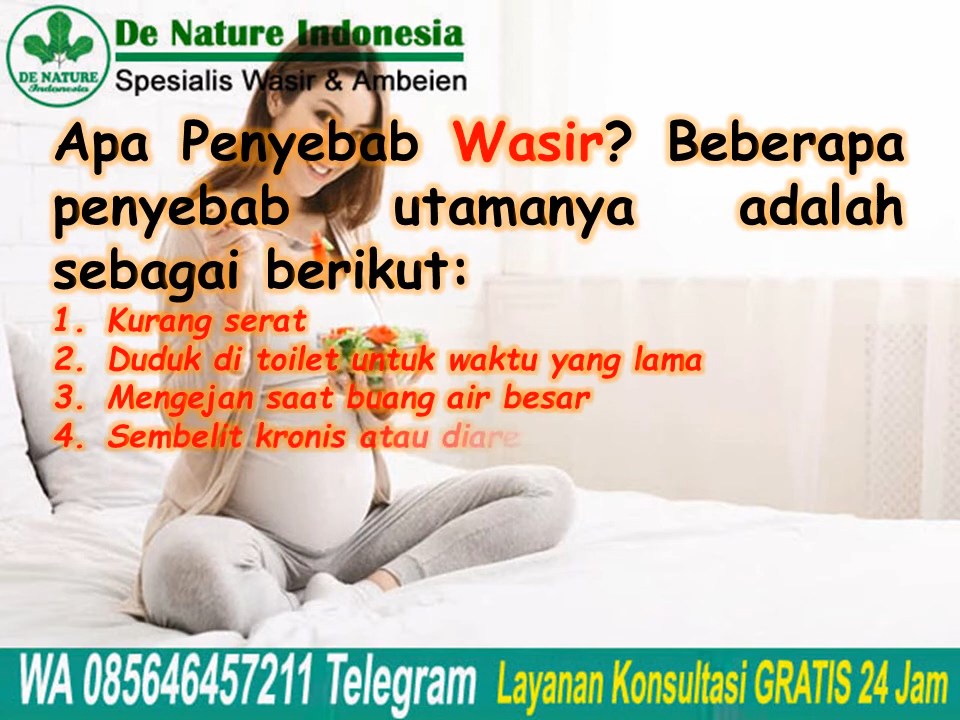 De Nature Indonesia
DE NATURE
Indonesia
Spesialis Wasir & Ambeien
Apa Penyebab Wasir? Beberapa
penyebab utamanya adalah
sebagai berikut:
1. Kurang serat
2. Duduk di toilet untuk waktu yang lama
3. Mengejan saat buang air besar
4. Sembelit kronis atau diare
WA 085646457211 Telegram Layanan Konsultasi GRATIS 24 Jam